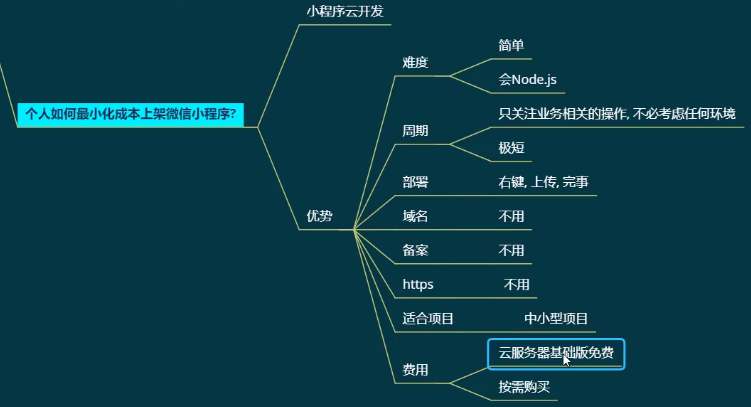 小程序云开发
个人如何最小化成本上架微信小程序?
优势
难度
简单
会Node.js
周期
只关注业务相关的操作, 不必考虑任何环境
极短
部署
右键, 上传, 完事
域名
不用
备案
不用
https
不用
适合项目
中小型项目
费用
云服务器基础版免费
按需购买